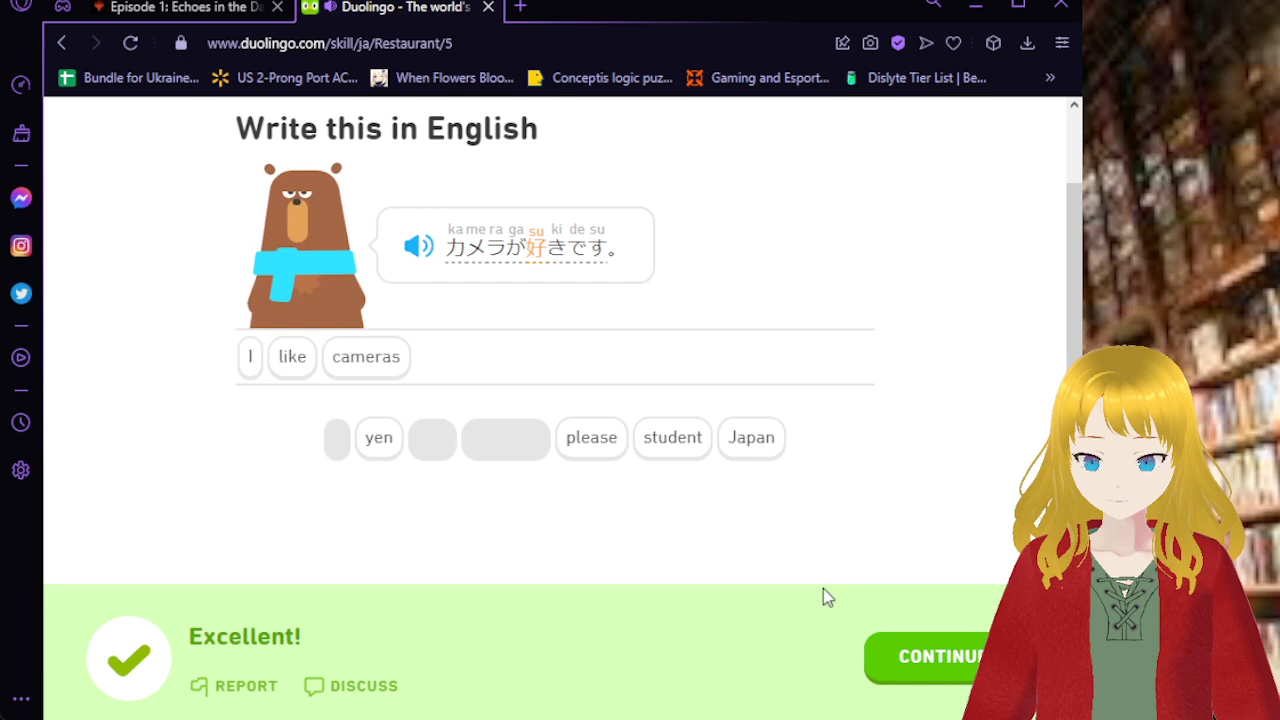 Episode 1: Echoes in the Da
Duolingo - The world's
www.duolingo.com/skill/ja/Restaurant/5
Bundle for Ukraine... US 2-Prong Port AC... When Flowers Bloo... Conceptis logic puz... Gaming and Esport... Dislyte Tier List | Be...
Write this in English
ka me ra ga su ki de su
カメラが好きです。
I like cameras
yen please student Japan
Excellent!
REPORT DISCUSS
CONTINU